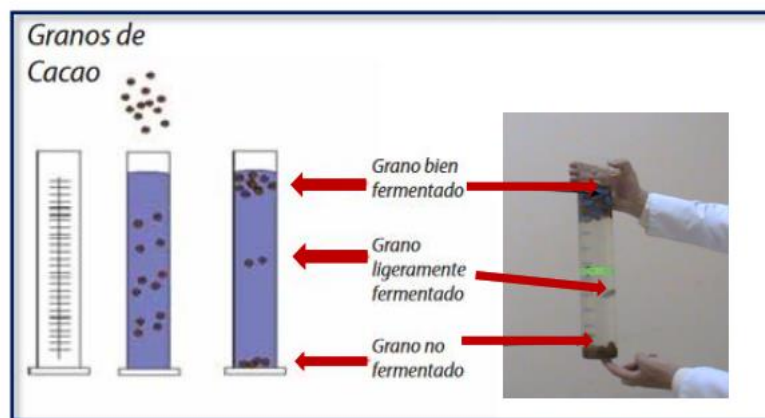 Granos de
Cacao
Grano bien
fermentado
Grano
ligeramente
fermentado
Grano no
fermentado